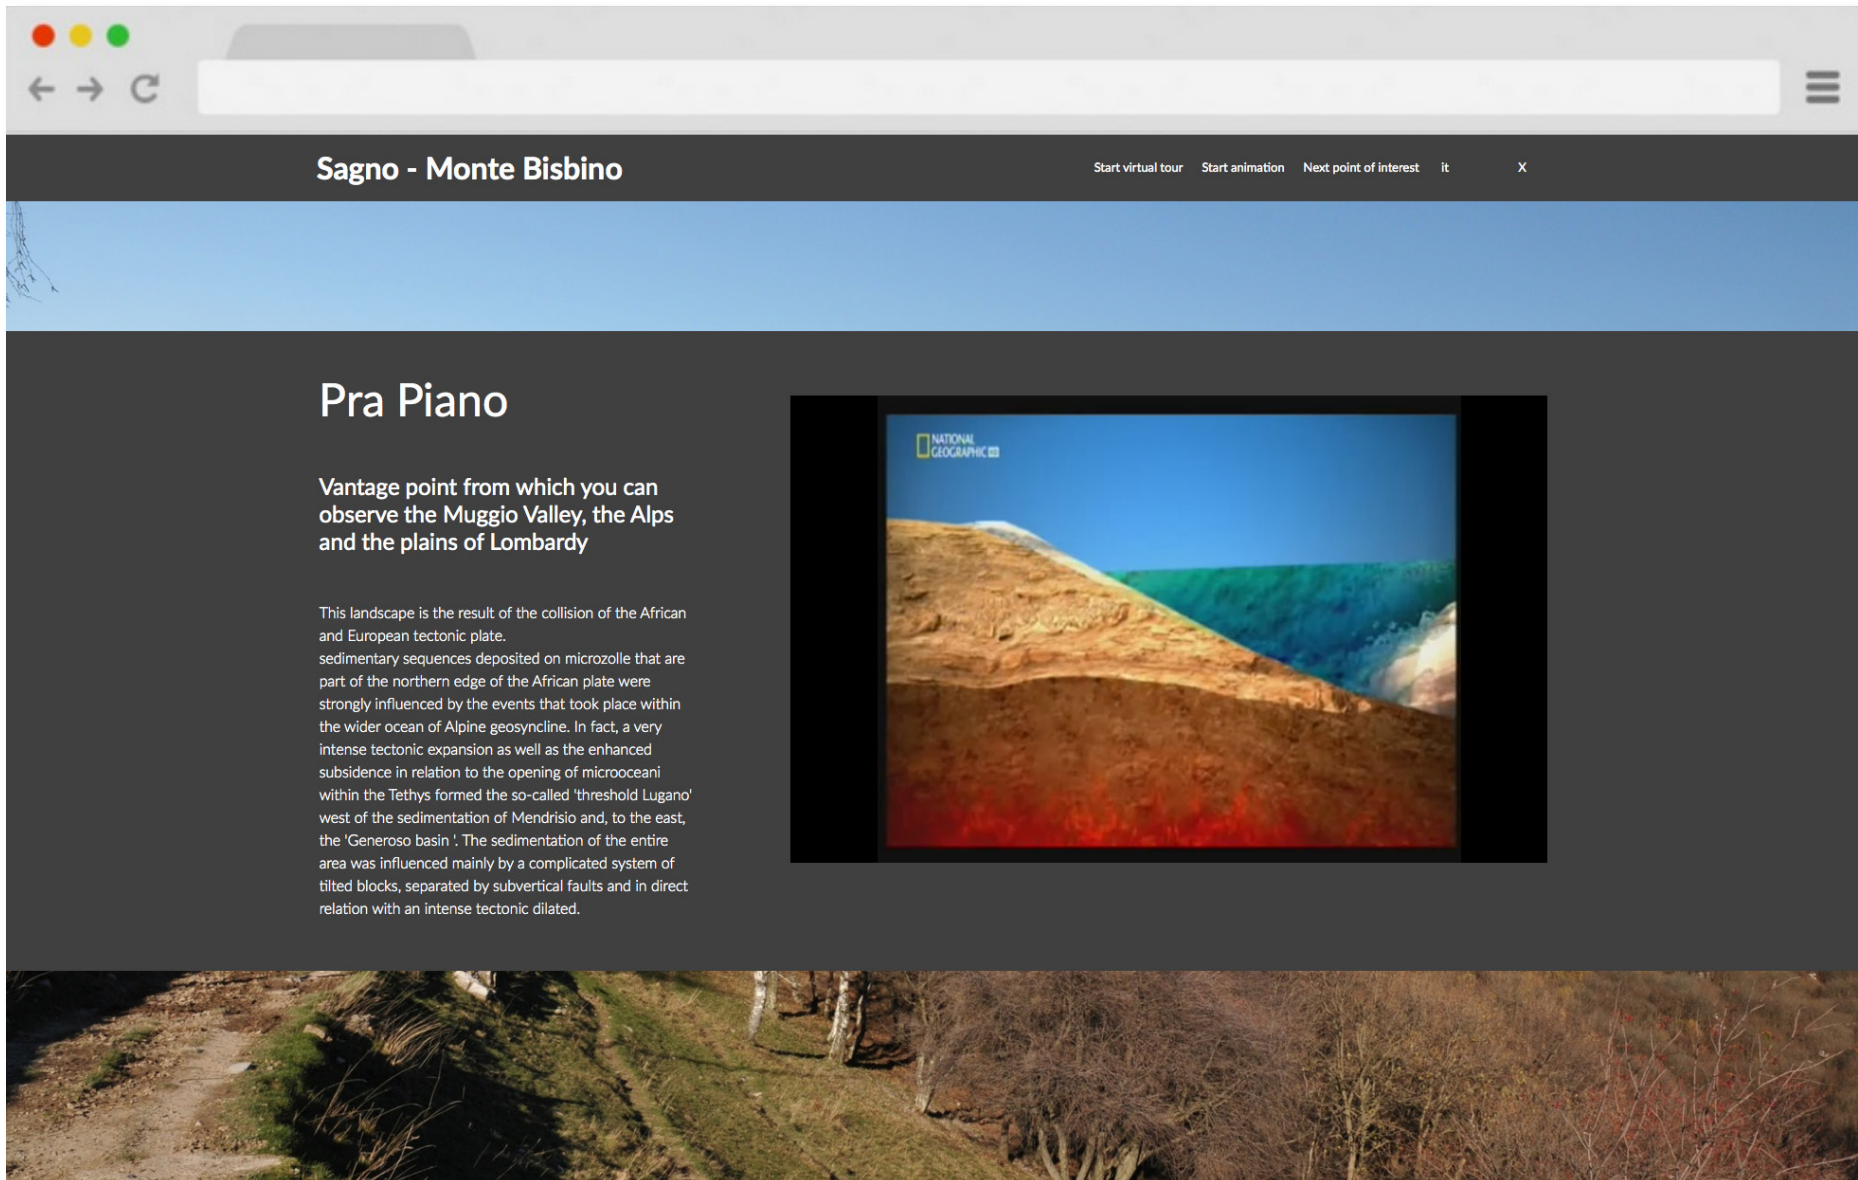 Sagno - Monte Bisbino
Start virtual tour Start animation Next point of interest it X
Pra Piano
Vantage point from which you can
observe the Muggio Valley, the Alps
and the plains of Lombardy
This landscape is the result of the collision of the African
and European tectonic plate.
sedimentary sequences deposited on microzolle that are
part of the northern edge of the African plate were
strongly influenced by the events that took place within
the wider ocean of Alpine geosyncline. In fact, a very
intense tectonic expansion as well as the enhanced
subsidence in relation to the opening of microoceani
within the Tethys formed the so-called 'threshold Lugano'
west of the sedimentation of Mendrisio and, to the east,
the 'Generoso basin '. The sedimentation of the entire
area was influenced mainly by a complicated system of
tilted blocks, separated by subvertical faults and in direct
relation with an intense tectonic dilated.
NATIONAL
GEOGRAPHIC HD